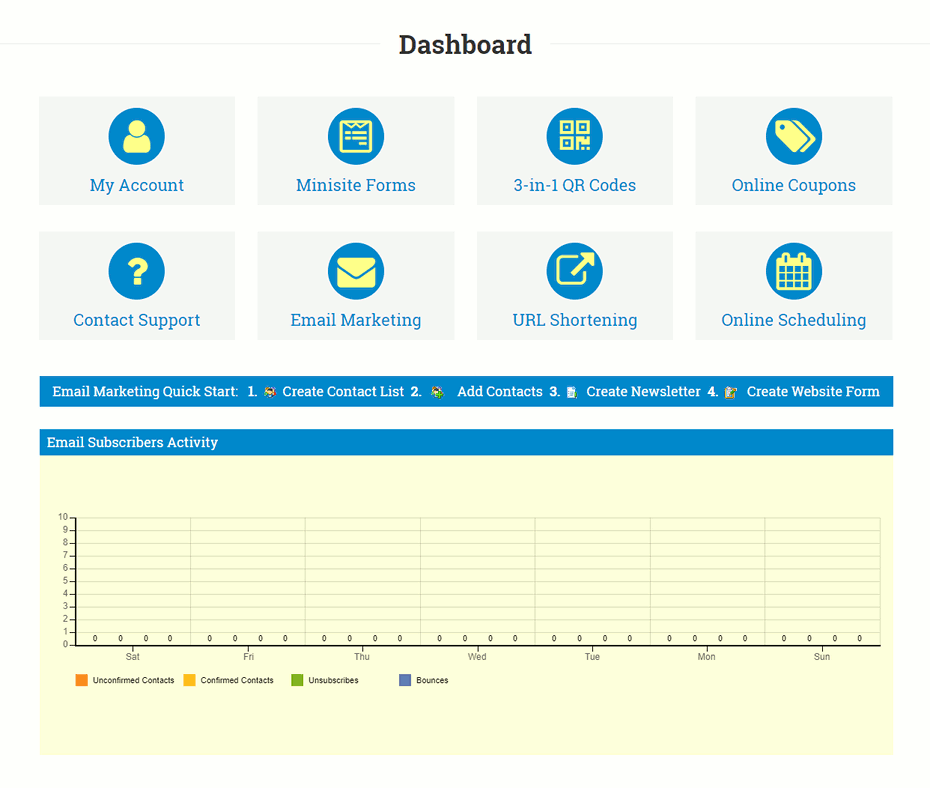 Dashboard
My Account
Minisite Forms
3-in-1 QR Codes
Online Coupons
Contact Support
Email Marketing
URL Shortening
Online Scheduling
Email Marketing Quick Start: 1. Create Contact List 2. Add Contacts 3. Create Newsletter 4. Create Website Form
Email Subscribers Activity
10
9
8
7
6
5
4
3
2
1
0
0 0 0 0 0 0 0 0 0 0 0 0 0 0 0 0 0 0 0 0 0 0 0 0 0 0 0 0
Sat Fri Thu Wed Tue Mon Sun
Unconfirmed Contacts Confirmed Contacts Unsubscribes Bounces